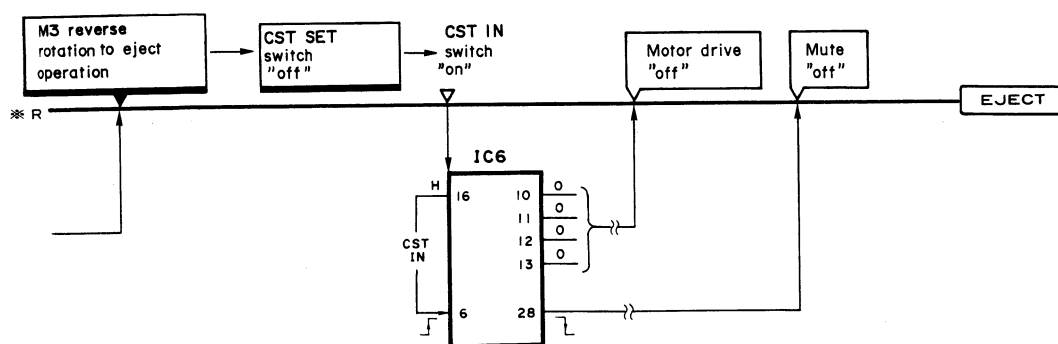 M3 reverse
rotation to eject
operation
CST SET
switch
"off"
CST IN
switch
"on"
Motor drive
"off"
Mute
"off"
※ R
EJECT
IC6
H
16
10
0
11
0
12
0
13
0
CST
IN
6
28